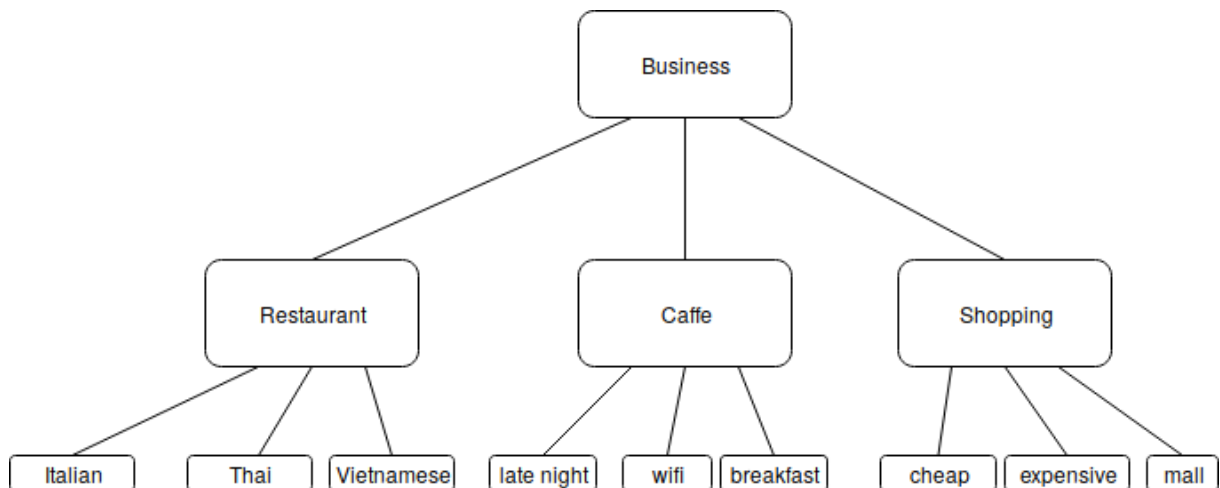 Business
Restaurant
Caffe
Shopping
Italian
Thai
Vietnamese
late night
wifi
breakfast
cheap
expensive
mall